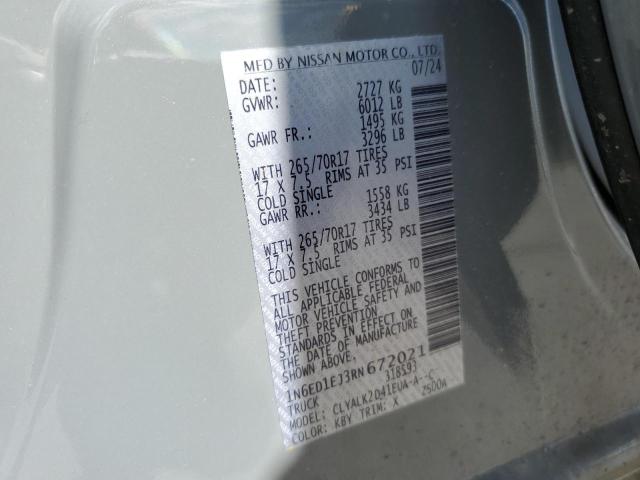 MFD BY NISSAN MOTOR CO., LTD.
DATE: 07/24
GVWR: 2727 KG
6012 LB
GAWR FR.: 1495 KG
3296 LB
WITH 265/70R17 TIRES
17 X 7.5 RIMS AT 35 PSI
COLD SINGLE
GAWR RR.: 1558 KG
3434 LB
WITH 265/70R17 TIRES
17 X 7.5 RIMS AT 35 PSI
COLD SINGLE
THIS VEHICLE CONFORMS TO
ALL APPLICABLE FEDERAL
MOTOR VEHICLE SAFETY AND
THEFT PREVENTION
STANDARDS IN EFFECT ON
THE DATE OF MANUFACTURE
SHOWN ABOVE.
1N6ED1EJ3RN672021
TRUCK 318593
MODEL: CLYALK2D41EUA-A--C
COLOR: KBY TRIM: X 2500A